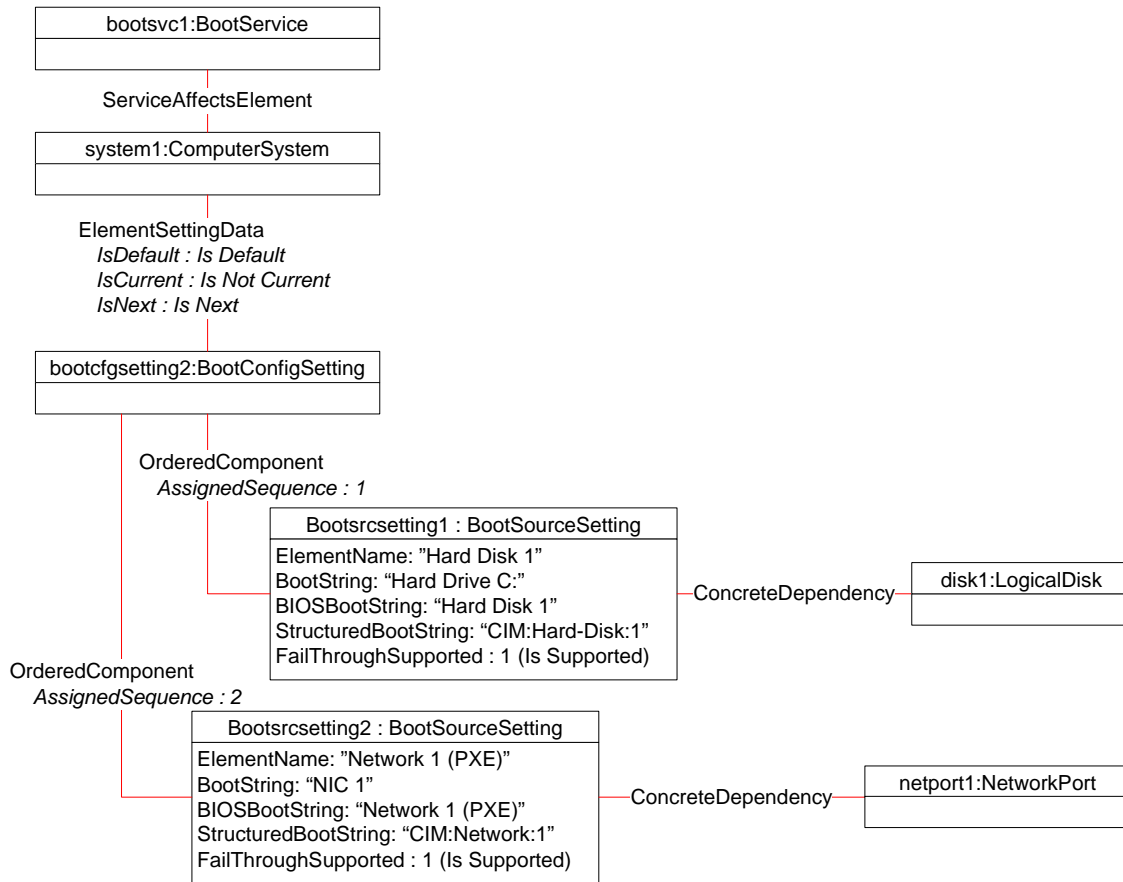 bootsvc1:BootService
ServiceAffectsElement
system1:ComputerSystem
ElementSettingData
IsDefault : Is Default
IsCurrent : Is Not Current
IsNext : Is Next
bootcfgsetting2:BootConfigSetting
OrderedComponent
AssignedSequence : 1
Bootsrcsetting1 : BootSourceSetting
ElementName: ”Hard Disk 1”
BootString: “Hard Drive C:”
BIOSBootString: “Hard Disk 1”
StructuredBootString: “CIM:Hard-Disk:1”
FailThroughSupported : 1 (Is Supported)
ConcreteDependency
disk1:LogicalDisk
OrderedComponent
AssignedSequence : 2
Bootsrcsetting2 : BootSourceSetting
ElementName: ”Network 1 (PXE)”
BootString: “NIC 1”
BIOSBootString: “Network 1 (PXE)”
StructuredBootString: “CIM:Network:1”
FailThroughSupported : 1 (Is Supported)
ConcreteDependency
netport1:NetworkPort